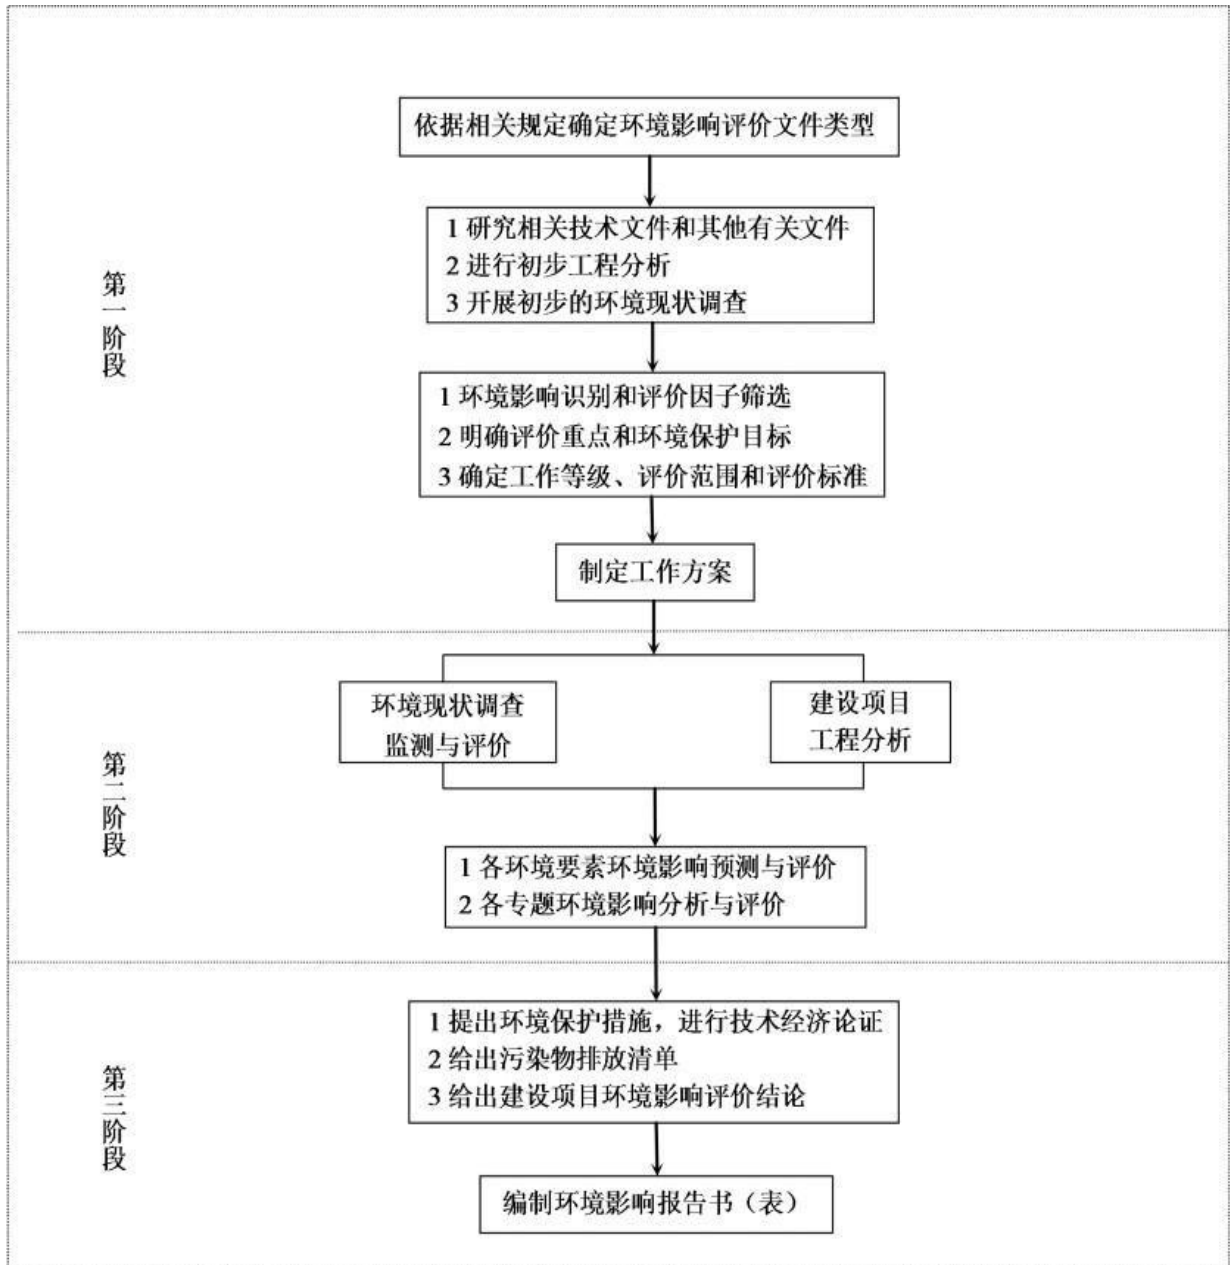 依据相关规定确定环境影响评价文件类型
1 研究相关技术文件和其他有关文件
2 进行初步工程分析
3 开展初步的环境现状调查
第一阶段
1 环境影响识别和评价因子筛选
2 明确评价重点和环境保护目标
3 确定工作等级、评价范围和评价标准
制定工作方案
环境现状调查
监测与评价
建设项目
工程分析
第二阶段
1 各环境要素环境影响预测与评价
2 各专题环境影响分析与评价
1 提出环境保护措施，进行技术经济论证
2 给出污染物排放清单
3 给出建设项目环境影响评价结论
第三阶段
编制环境影响报告书（表）